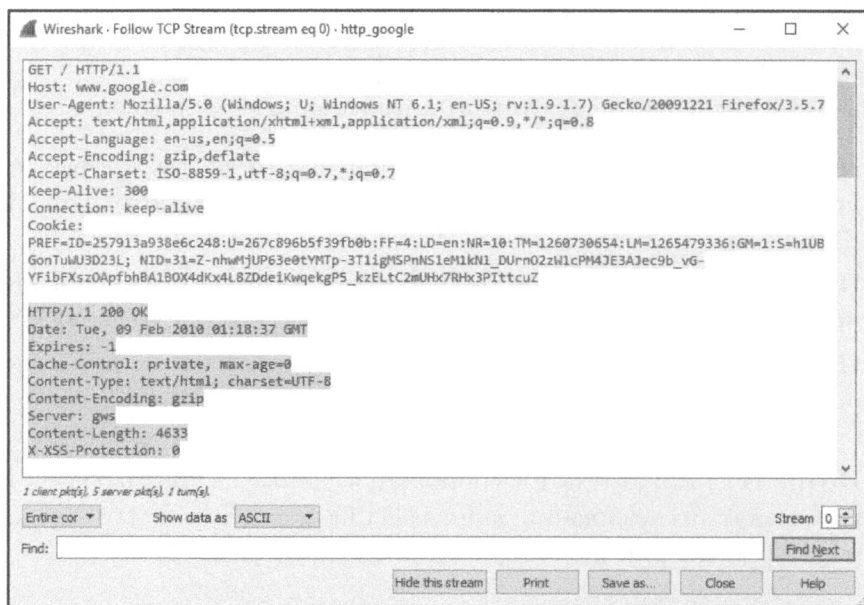 Wireshark · Follow TCP Stream (tcp.stream eq 0) · http_google
GET / HTTP/1.1
Host: www.google.com
User-Agent: Mozilla/5.0 (Windows; U; Windows NT 6.1; en-US; rv:1.9.1.7) Gecko/20091221 Firefox/3.5.7
Accept: text/html,application/xhtml+xml,application/xml;q=0.9,*/*;q=0.8
Accept-Language: en-us,en;q=0.5
Accept-Encoding: gzip,deflate
Accept-Charset: ISO-8859-1,utf-8;q=0.7,*;q=0.7
Keep-Alive: 300
Connection: keep-alive
Cookie:
PREF=ID=257913a938e6c248:U=267c896b5f39fb0b:FF=4:LD=en:NR=10:TM=1260730654:LM=1265479336:GM=1:S=h1UB
GonTuWU3D23L; NID=31=Z-nhwMjUP63e0tYMTp-3T1igMSPnNS1eM1kN1_DUrnO2zW1cPM4JE3AJec9b_vG-
YFibFXszOApfbhBA1BOX4dKx4L8ZDdeiKwqekgP5_kzELtC2mUHx7RHx3PIttcuZ
HTTP/1.1 200 OK
Date: Tue, 09 Feb 2010 01:18:37 GMT
Expires: -1
Cache-Control: private, max-age=0
Content-Type: text/html; charset=UTF-8
Content-Encoding: gzip
Server: gws
Content-Length: 4633
X-XSS-Protection: 0
1 client pkt(s), 5 server pkt(s), 1 turn(s).
Entire cor Show data as ASCII Stream 0
Find: Find Next
Hide this stream Print Save as... Close Help